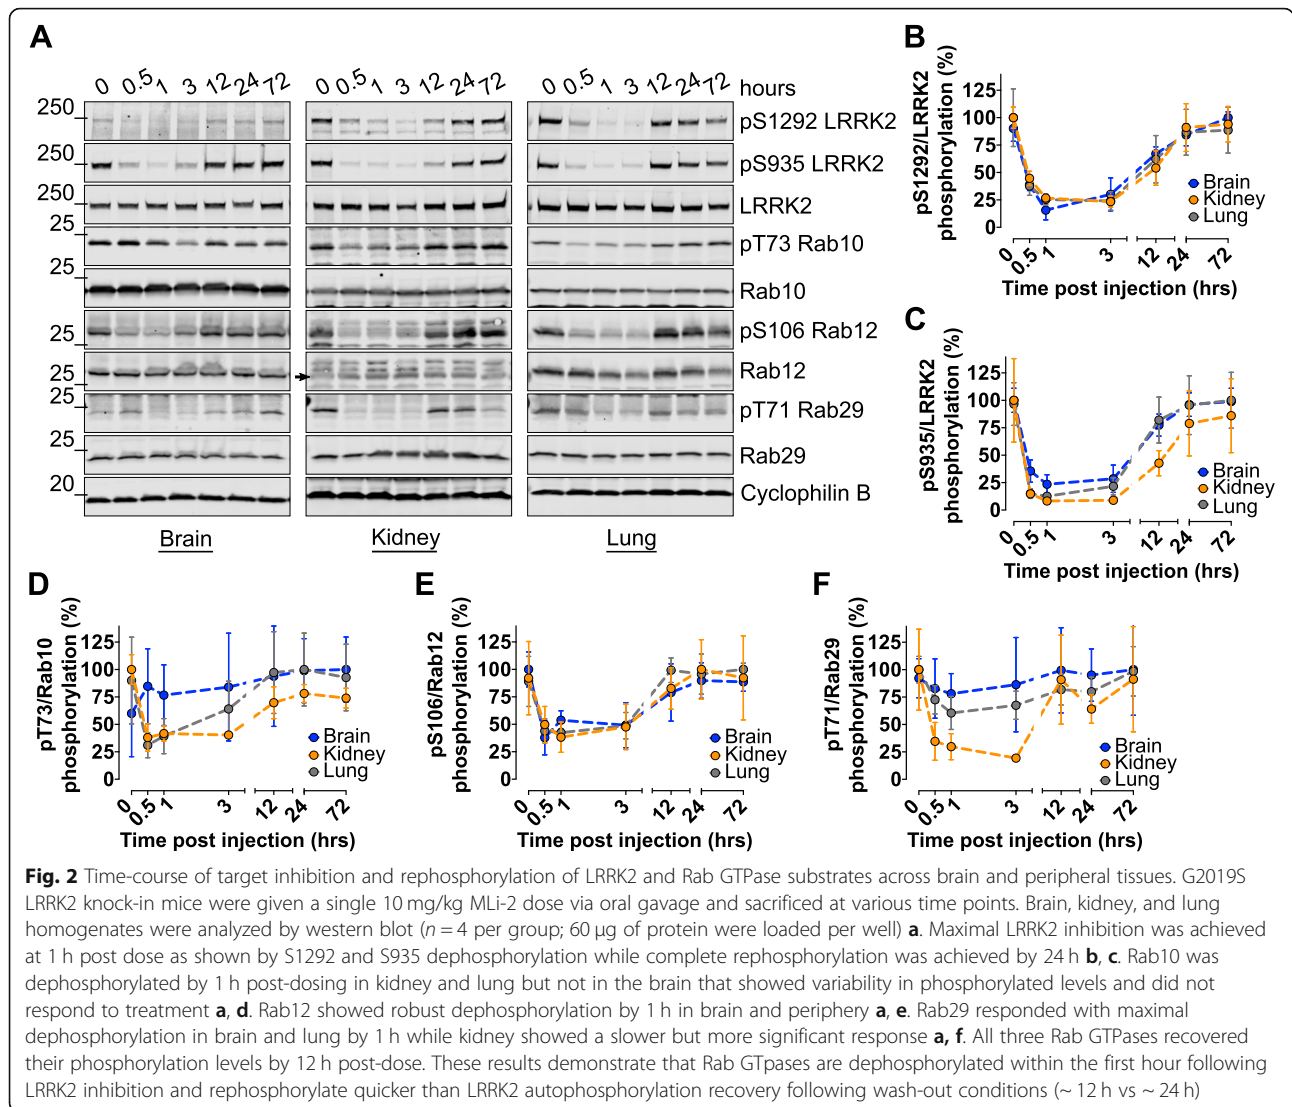 A
0 0.5 1 3 12 24 72 0 0.5 1 3 12 24 72 0 0.5 1 3 12 24 72 hours
250 pS1292 LRRK2
250 pS935 LRRK2
250 LRRK2
25 pT73 Rab10
25 Rab10
25 pS106 Rab12
25 Rab12
25 pT71 Rab29
25 Rab29
20 Cyclophilin B
Brain Kidney Lung
B
pS1292/LRRK2
phosphorylation (%)
125
100
75
50
25
0
Brain
Kidney
Lung
0 0.5 1 3 12 24 72
Time post injection (hrs)
C
pS935/LRRK2
phosphorylation (%)
125
100
75
50
25
0
Brain
Kidney
Lung
0 0.5 1 3 12 24 72
Time post injection (hrs)
D
pT73/Rab10
phosphorylation (%)
125
100
75
50
25
0
Brain
Kidney
Lung
0 0.5 1 3 12 24 72
Time post injection (hrs)
E
pS106/Rab12
phosphorylation (%)
125
100
75
50
25
0
Brain
Kidney
Lung
0 0.5 1 3 12 24 72
Time post injection (hrs)
F
pT71/Rab29
phosphorylation (%)
125
100
75
50
25
0
Brain
Kidney
Lung
0 0.5 1 3 12 24 72
Time post injection (hrs)
Fig. 2 Time-course of target inhibition and rephosphorylation of LRRK2 and Rab GTPase substrates across brain and peripheral tissues. G2019S
LRRK2 knock-in mice were given a single 10 mg/kg MLi-2 dose via oral gavage and sacrificed at various time points. Brain, kidney, and lung
homogenates were analyzed by western blot (n = 4 per group; 60 μg of protein were loaded per well) a. Maximal LRRK2 inhibition was achieved
at 1 h post dose as shown by S1292 and S935 dephosphorylation while complete rephosphorylation was achieved by 24 h b, c. Rab10 was
dephosphorylated by 1 h post-dosing in kidney and lung but not in the brain that showed variability in phosphorylated levels and did not
respond to treatment a, d. Rab12 showed robust dephosphorylation by 1 h in brain and periphery a, e. Rab29 responded with maximal
dephosphorylation in brain and lung by 1 h while kidney showed a slower but more significant response a, f. All three Rab GTPases recovered
their phosphorylation levels by 12 h post-dose. These results demonstrate that Rab GTpases are dephosphorylated within the first hour following
LRRK2 inhibition and rephosphorylate quicker than LRRK2 autophosphorylation recovery following wash-out conditions (~ 12 h vs ~ 24 h)